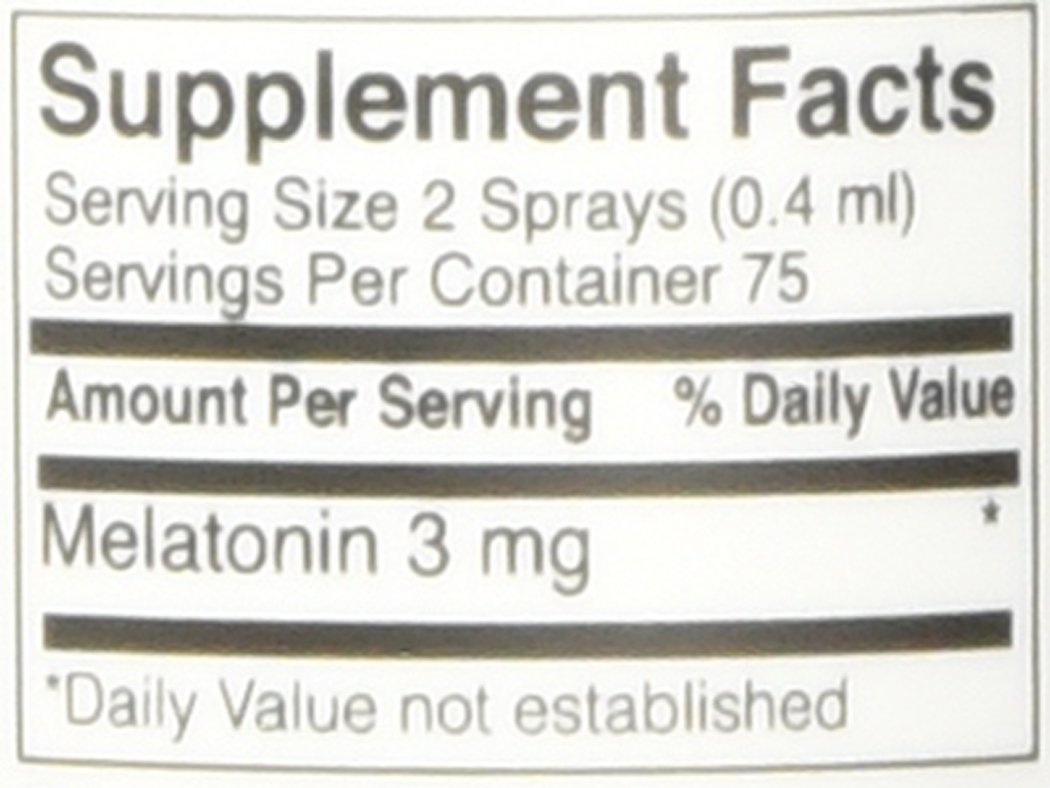 Supplement Facts
Serving Size 2 Sprays (0.4 ml)
Servings Per Container 75
Amount Per Serving % Daily Value
Melatonin 3 mg *
*Daily Value not established